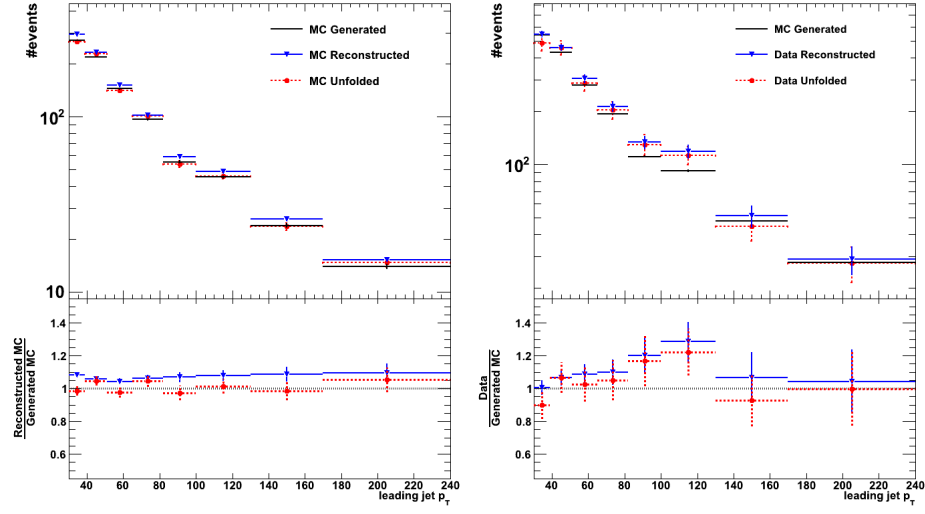 #events
10²
10
MC Generated
MC Reconstructed
MC Unfolded
Reconstructed MC
Generated MC
1.4
1.2
1
0.8
0.6
40 60 80 100 120 140 160 180 200 220 240
leading jet p_T
#events
10²
MC Generated
Data Reconstructed
Data Unfolded
Data
Generated MC
1.4
1.2
1
0.8
0.6
40 60 80 100 120 140 160 180 200 220 240
leading jet p_T